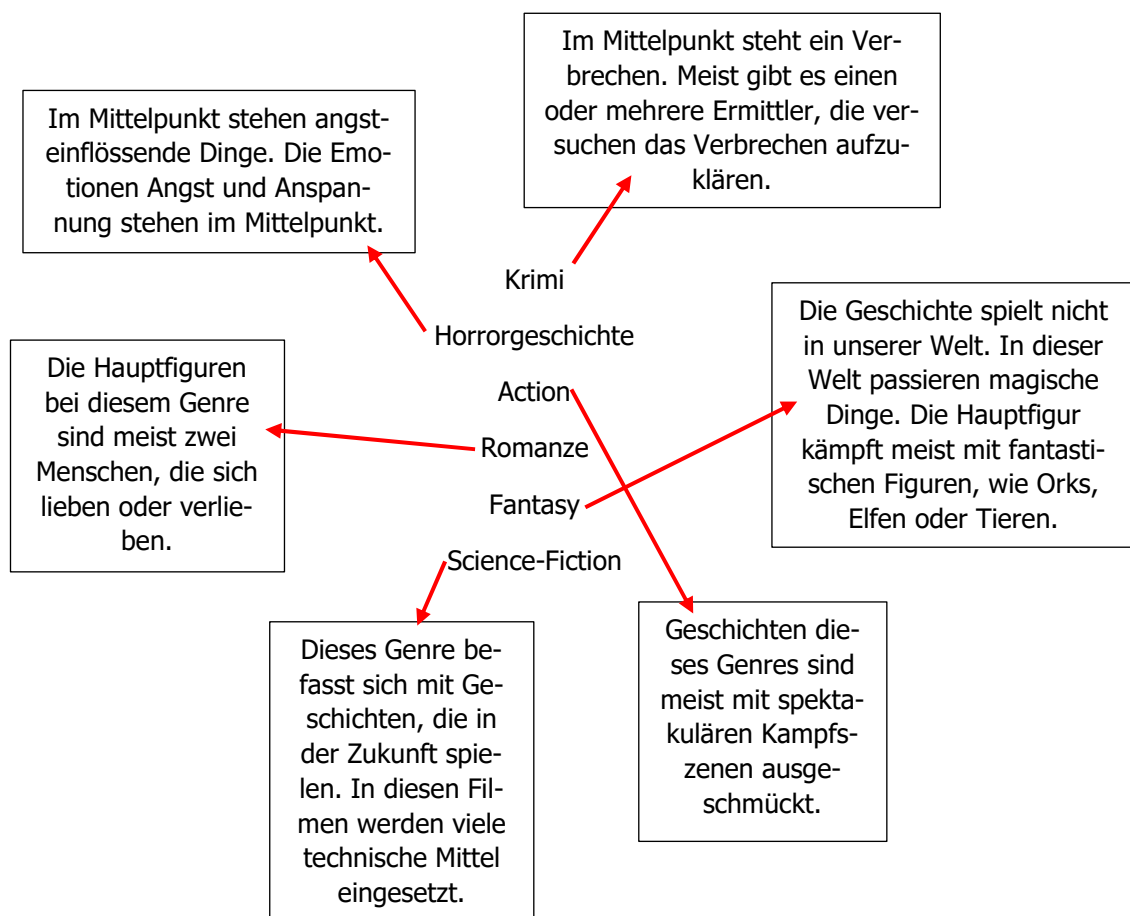 Im Mittelpunkt steht ein Ver-
brechen. Meist gibt es einen
oder mehrere Ermittler, die ver-
suchen das Verbrechen aufzu-
klären.
Im Mittelpunkt stehen angst-
einflössende Dinge. Die Emo-
tionen Angst und Anspan-
nung stehen im Mittelpunkt.
Krimi
Horrorgeschichte
Action
Romanze
Fantasy
Science-Fiction
Die Geschichte spielt nicht
in unserer Welt. In dieser
Welt passieren magische
Dinge. Die Hauptfigur
kämpft meist mit fantasti-
schen Figuren, wie Orks,
Elfen oder Tieren.
Die Hauptfiguren
bei diesem Genre
sind meist zwei
Menschen, die sich
lieben oder verlie-
ben.
Dieses Genre be-
fasst sich mit Ge-
schichten, die in
der Zukunft spie-
len. In diesen Fil-
men werden viele
technische Mittel
eingesetzt.
Geschichten die-
ses Genres sind
meist mit spekta-
kulären Kampfs-
zenen ausge-
schmückt.